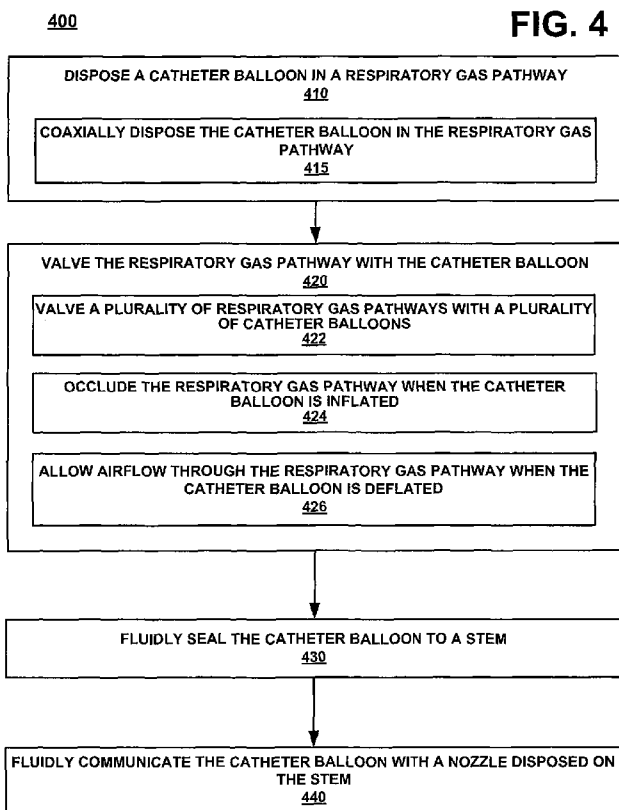 400
FIG. 4
DISPOSE A CATHETER BALLOON IN A RESPIRATORY GAS PATHWAY
410
COAXIALLY DISPOSE THE CATHETER BALLOON IN THE RESPIRATORY GAS
PATHWAY
415
VALVE THE RESPIRATORY GAS PATHWAY WITH THE CATHETER BALLOON
420
VALVE A PLURALITY OF RESPIRATORY GAS PATHWAYS WITH A PLURALITY
OF CATHETER BALLOONS
422
OCCLUDE THE RESPIRATORY GAS PATHWAY WHEN THE CATHETER
BALLOON IS INFLATED
424
ALLOW AIRFLOW THROUGH THE RESPIRATORY GAS PATHWAY WHEN THE
CATHETER BALLOON IS DEFLATED
426
FLUIDLY SEAL THE CATHETER BALLOON TO A STEM
430
FLUIDLY COMMUNICATE THE CATHETER BALLOON WITH A NOZZLE DISPOSED ON
THE STEM
440